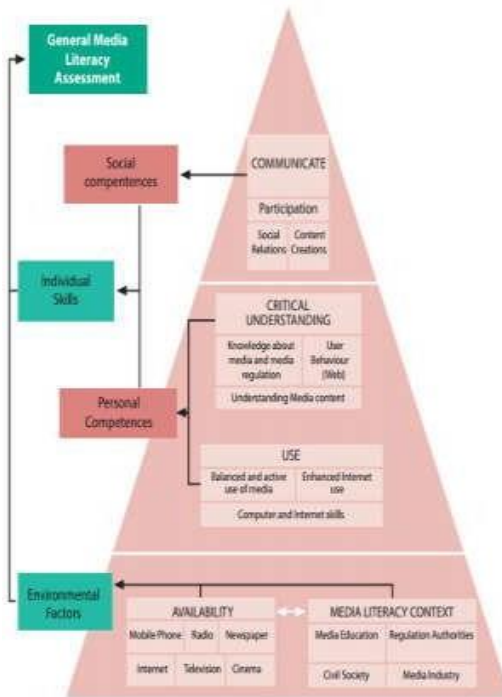 General Media
Literacy
Assessment
Social
compentences
COMMUNICATE
Participation
Social
Relations
Content
Creations
Individual
Skills
CRITICAL
UNDERSTANDING
Knowledge about
media and media
regulation
User
Behaviour
(Web)
Understanding Media content
Personal
Competences
USE
Balanced and active
use of media
Enhanced Internet
use
Computer and Internet skills
Environmental
Factors
AVAILABILITY
Mobile Phone
Radio
Newspaper
Internet
Television
Cinema
MEDIA LITERACY CONTEXT
Media Education
Regulation Authorities
Civil Society
Media Industry